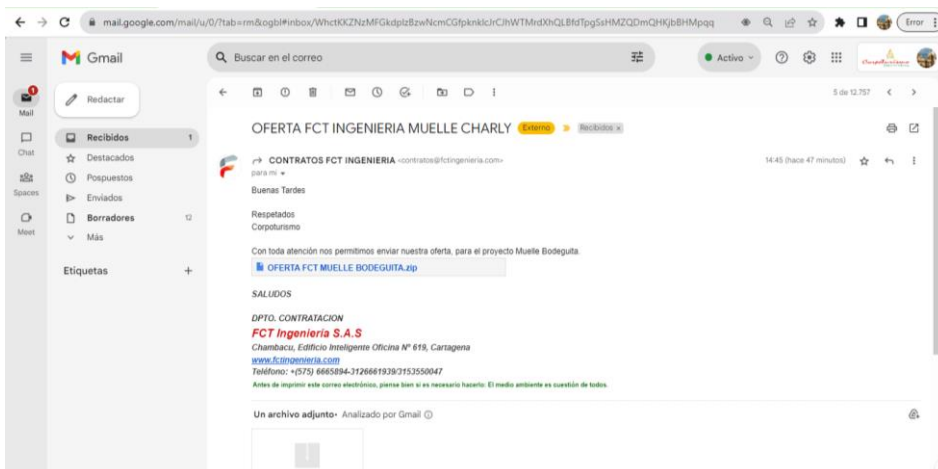 mail.google.com/mail/u/0/?tab=rm&ogbl#inbox/WhctKKZNzMFGkdplzBzwNcmCGfpknklcJrCJhWTMrdXhQLBfdTpgSsHMZQDmQHKjbBHMpqq
Error
Gmail
Buscar en el correo
Activo
Mail
Chat
Spaces
Meet
Redactar
Recibidos 1
Destacados
Pospuestos
Enviados
Borradores 12
Más
Etiquetas +
5 de 12.757
OFERTA FCT INGENIERIA MUELLE CHARLY Externo Recibidos x
CONTRATOS FCT INGENIERIA <contratos@fctingenieria.com>
14:45 (hace 47 minutos)
para mí
Buenas Tardes
Respetados
Corpoturismo
Con toda atención nos permitimos enviar nuestra oferta, para el proyecto Muelle Bodeguita.
OFERTA FCT MUELLE BODEGUITA.zip
SALUDOS
DPTO. CONTRATACION
FCT Ingeniería S.A.S
Chambacu, Edificio Inteligente Oficina Nº 619, Cartagena
www.fctingenieria.com
Teléfono: +(575) 6665894-3126661939/3153550047
Antes de imprimir este correo electrónico, piense bien si es necesario hacerlo: El medio ambiente es cuestión de todos.
Un archivo adjunto • Analizado por Gmail